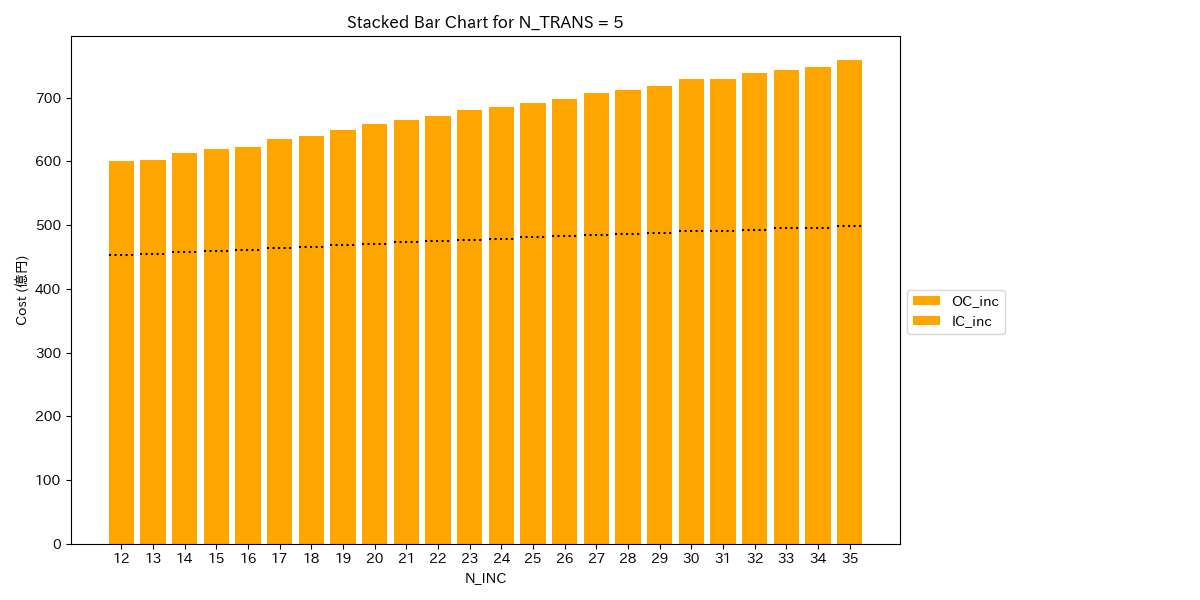 Stacked Bar Chart for N_TRANS = 5
Cost (億円)
700
600
500
400
300
200
100
0
12 13 14 15 16 17 18 19 20 21 22 23 24 25 26 27 28 29 30 31 32 33 34 35
N_INC
OC_inc
IC_inc